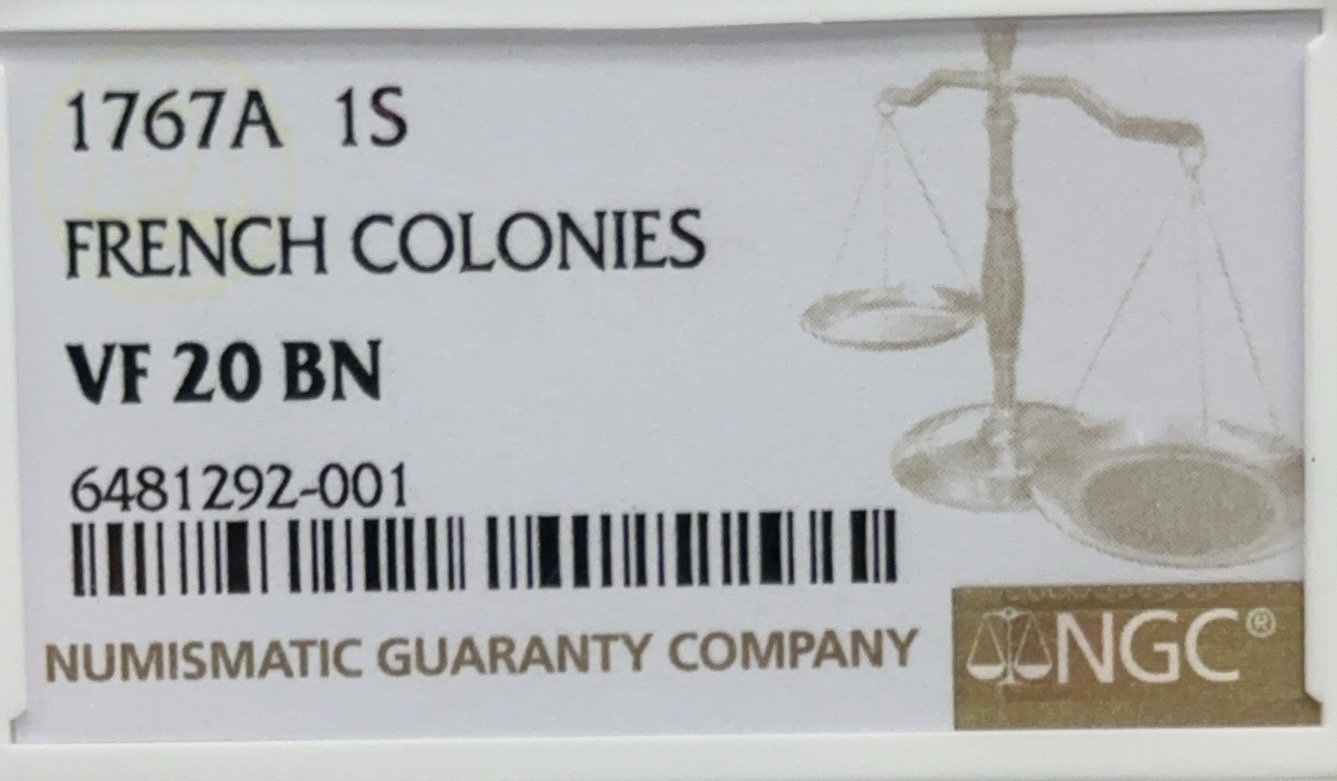 1767A 1S
FRENCH COLONIES
VF 20 BN
6481292-001
NUMISMATIC GUARANTY COMPANY
NGC®